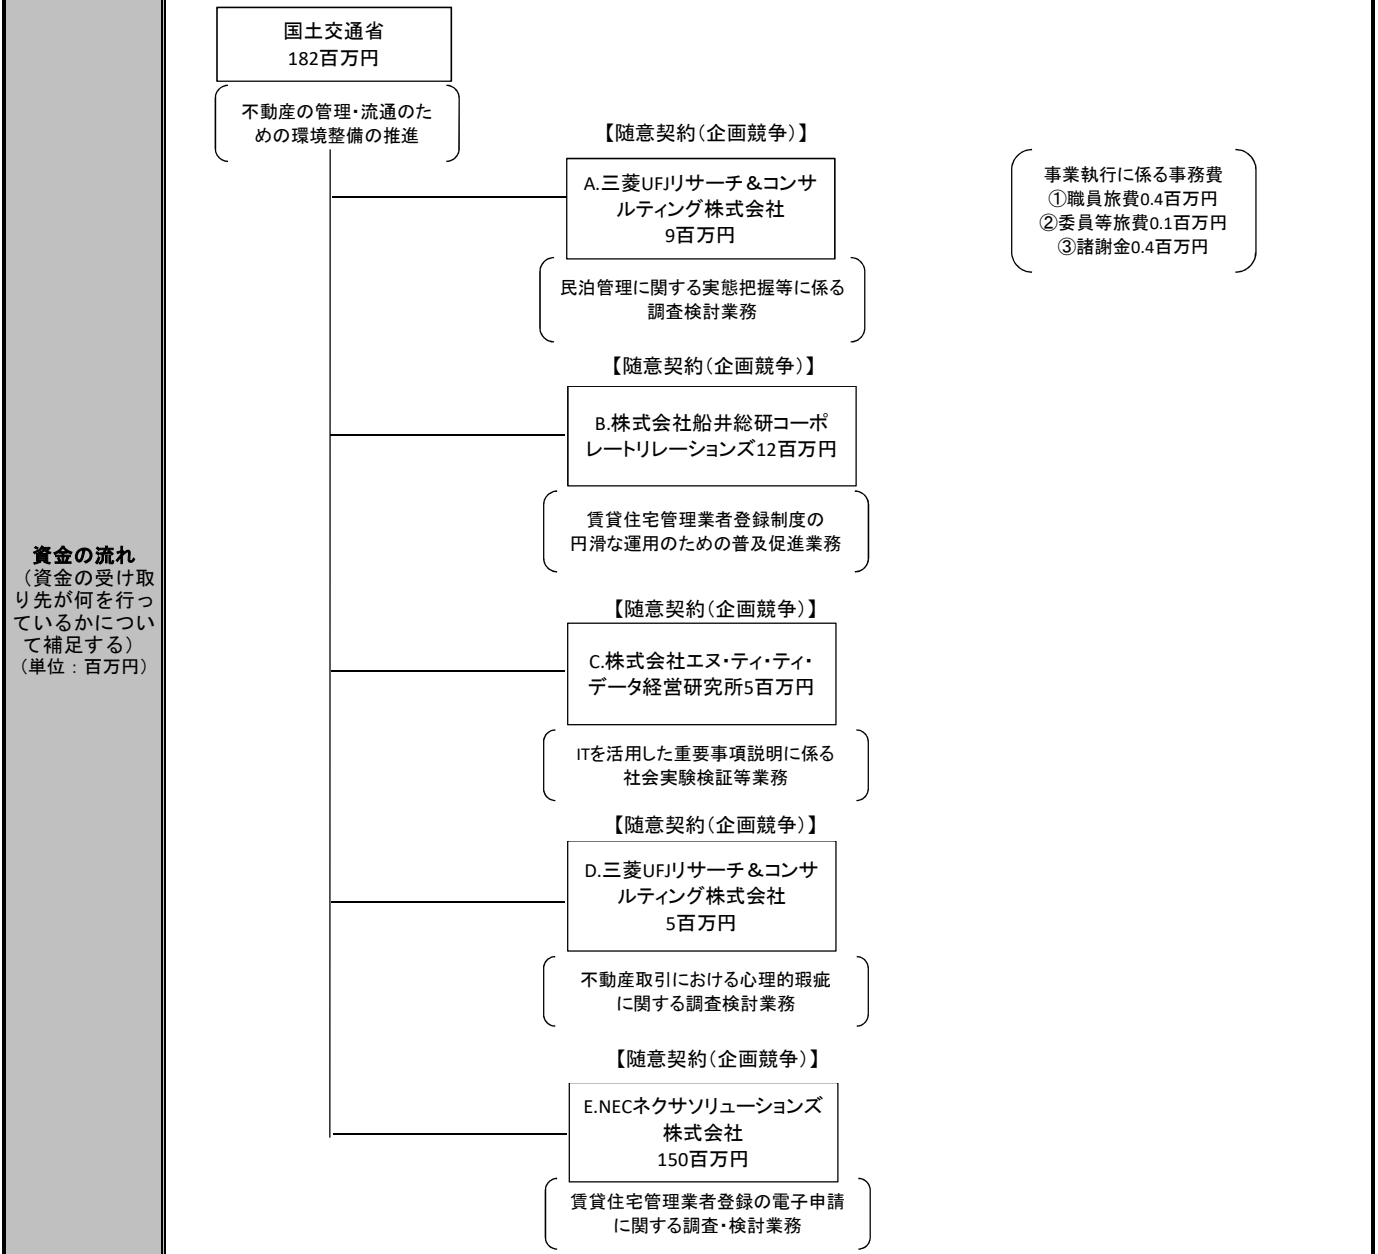 資金の流れ
(資金の受け取
り先が何を行っ
ているかについ
て補足する)
(単位:百万円)
国土交通省
182百万円
不動産の管理・流通のた
めの環境整備の推進
【随意契約(企画競争)】
A.三菱UFJリサーチ&コンサ
ルティング株式会社
9百万円
民泊管理に関する実態把握等に係る
調査検討業務
事業執行に係る事務費
①職員旅費0.4百万円
②委員等旅費0.1百万円
③諸謝金0.4百万円
【随意契約(企画競争)】
B.株式会社船井総研コーポ
レートリレーションズ12百万円
賃貸住宅管理業者登録制度の
円滑な運用のための普及促進業務
【随意契約(企画競争)】
C.株式会社エヌ・ティ・ティ・
データ経営研究所5百万円
ITを活用した重要事項説明に係る
社会実験検証等業務
【随意契約(企画競争)】
D.三菱UFJリサーチ&コンサ
ルティング株式会社
5百万円
不動産取引における心理的瑕疵
に関する調査検討業務
【随意契約(企画競争)】
E.NECネクサソリューションズ
株式会社
150百万円
賃貸住宅管理業者登録の電子申請
に関する調査・検討業務